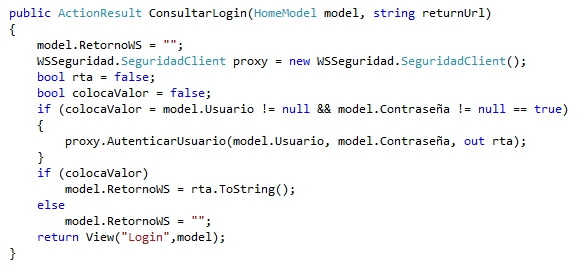 public ActionResult ConsultarLogin(HomeModel model, string returnUrl)
{
    model.RetornoWS = "";
    WSSeguridad.SeguridadClient proxy = new WSSeguridad.SeguridadClient();
    bool rta = false;
    bool colocaValor = false;
    if (colocaValor = model.Usuario != null && model.Contraseña != null == true)
    {
        proxy.AutenticarUsuario(model.Usuario, model.Contraseña, out rta);
    }
    if (colocaValor)
        model.RetornoWS = rta.ToString();
    else
        model.RetornoWS = "";
    return View("Login",model);
}